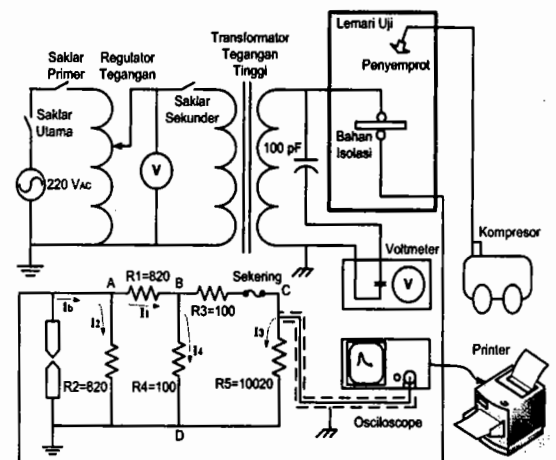 Saklar
Primer
Regulator
Tegangan
Transformator
Tegangan
Tinggi
Lemari Uji
Penyemprot
Saklar
Utama
Saklar
Sekunder
100 pF
Bahan
Isolasi
220 VAC
V
Kompresor
Voltmeter
V
A
R1=820
B
Sekering
C
Ib
I1
R3=100
I2
I4
I3
R2=820
R4=100
R5=10020
D
Printer
Osciloscope